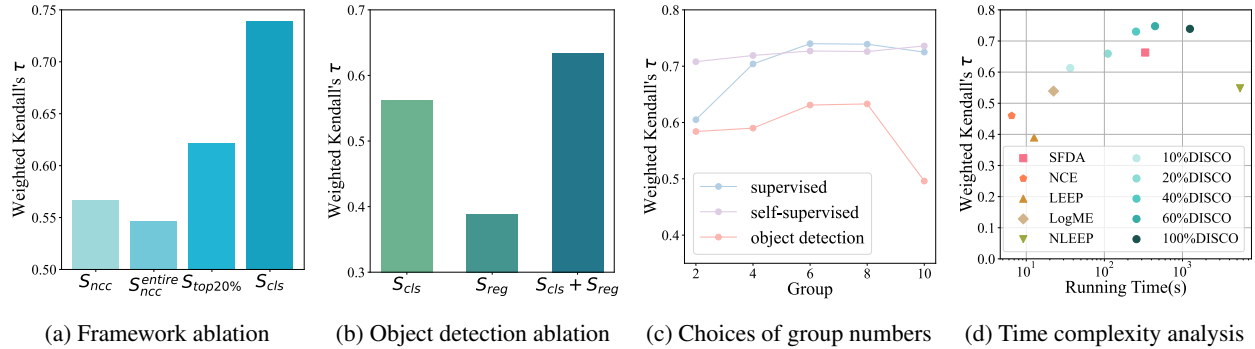 Weighted Kendall's τ
0.75
0.70
0.65
0.60
0.55
0.50
S_ncc
S_ncc^entire
S_top20%
S_cls
(a) Framework ablation
Weighted Kendall's τ
0.7
0.6
0.5
0.4
0.3
S_cls
S_reg
S_cls + S_reg
(b) Object detection ablation
Weighted Kendall's τ
0.8
0.7
0.6
0.5
0.4
supervised
self-supervised
object detection
2 4 6 8 10
Group
(c) Choices of group numbers
Weighted Kendall's τ
0.8
0.7
0.6
0.5
0.4
0.3
0.2
0.1
0.0
SFDA
NCE
LEEP
LogME
NLEEP
10%DISCO
20%DISCO
40%DISCO
60%DISCO
100%DISCO
10^1 10^2 10^3
Running Time(s)
(d) Time complexity analysis